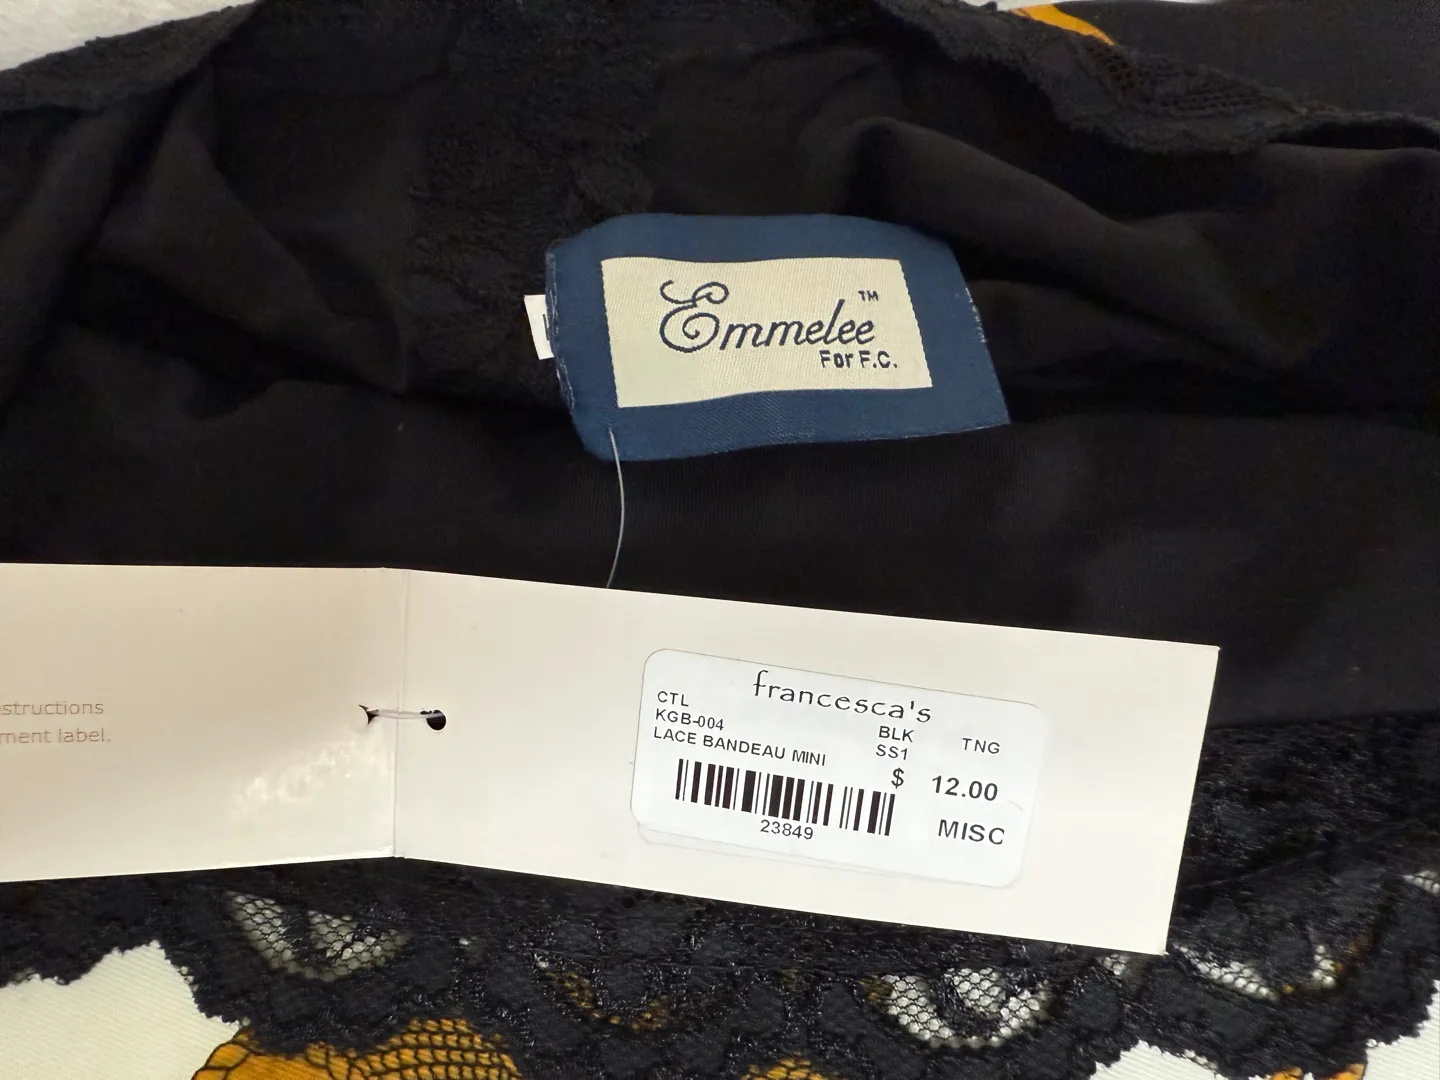 Emmelee™
For F.C.
structions
ment label.
francesca's
CTL
KGB-004 BLK TNG
LACE BANDEAU MINI SS1
$ 12.00
23849 MISC